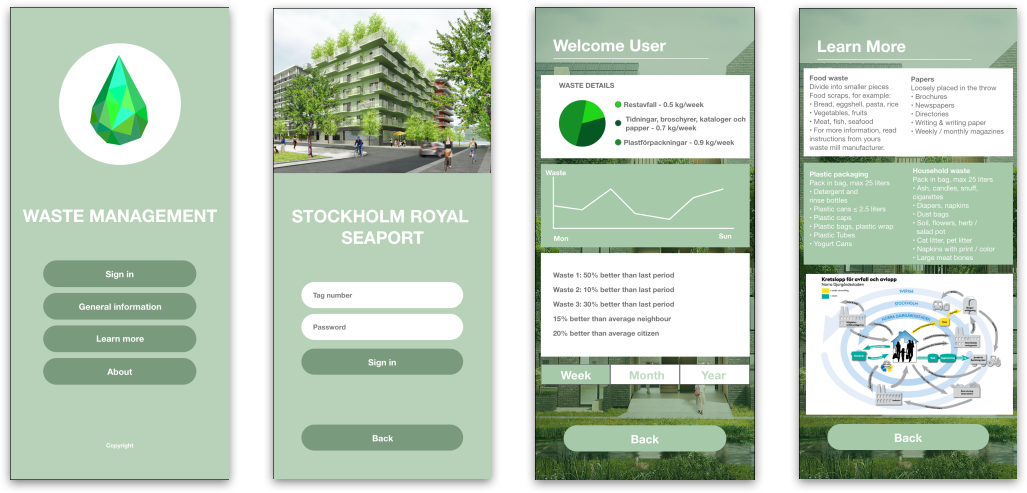 WASTE MANAGEMENT
Sign in
General information
Learn more
About
Copyright
STOCKHOLM ROYAL
SEAPORT
Tag number
Password
Sign in
Back
Welcome User
WASTE DETAILS
Restavfall - 0.5 kg/week
Tidningar, broschyrer, kataloger och
papper - 0.7 kg/week
Plastförpackningar - 0.9 kg/week
Waste
Mon
Sun
Waste 1: 50% better than last period
Waste 2: 10% better than last period
Waste 3: 30% better than last period
15% better than average neighbour
20% better than average citizen
Week
Month
Year
Back
Learn More
Food waste
Divide into smaller pieces
Food scraps, for example:
• Bread, eggshell, pasta, rice
• Vegetables, fruits
• Meat, fish, seafood
• For more information, read
instructions from yours
waste mill manufacturer.
Papers
Loosely placed in the throw
• Brochures
• Newspapers
• Directories
• Writing & writing paper
• Weekly / monthly magazines
Plastic packaging
Pack in bag, max 25 liters
• Detergent and
rinse bottles
• Plastic cans ≤ 2.5 liters
• Plastic caps
• Plastic bags, plastic wrap
• Plastic Tubes
• Yogurt Cans
Household waste
Pack in bag, max 25 liters
• Ash, candles, snuff,
cigarettes
• Diapers, napkins
• Dust bags
• Soil, flowers, herb /
salad pot
• Cat litter, pet litter
• Napkins with print / color
• Large meat bones
Kretslopp för avfall och avlopp
Norra Djurgårdsstaden
SVERIGE
STOCKHOLM
NORRA DJURGÅRDSSTADEN
Back